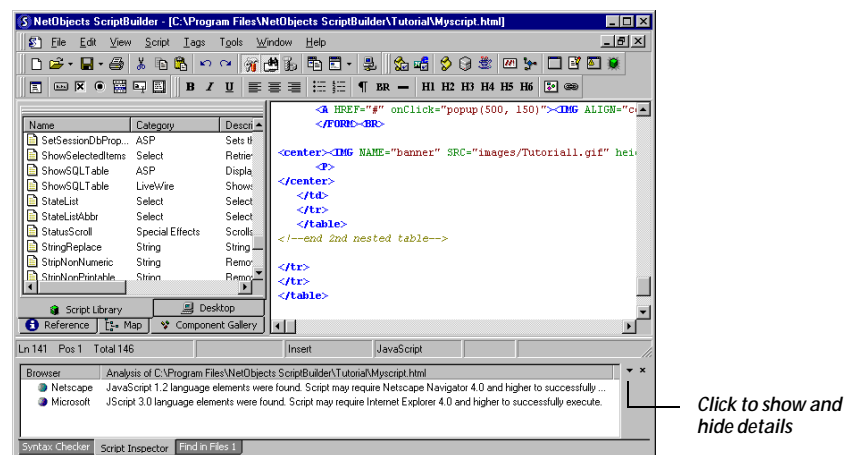 NetObjects ScriptBuilder - [C:\Program Files\NetObjects ScriptBuilder\Tutorial\Myscript.html]
File Edit View Script Tags Tools Window Help
B I U ¶ BR H1 H2 H3 H4 H5 H6
Name Category Descri
SetSessionDbProp... ASP Sets th
ShowSelectedItems Select Retrie
ShowSQLTable ASP Displa
ShowSQLTable LiveWire Shows
StateList Select Select
StateListAbbr Select Select
StatusScroll Special Effects Scrolls
StringReplace String String
StripNonNumeric String Remov
StripNonPrintable String Remov
Script Library Desktop
Reference Map Component Gallery
<A HREF="#" onClick="popup(500, 150)"><IMG ALIGN="ce
</FORM><BR>
<center><IMG NAME="banner" SRC="images/Tutorial1.gif" hei
<P>
</center>
</td>
</tr>
</table>
<!--end 2nd nested table-->
</tr>
</tr>
</table>
Ln 141 Pos 1 Total 146 Insert JavaScript
Browser Analysis of C:\Program Files\NetObjects ScriptBuilder\Tutorial\Myscript.html
Netscape JavaScript 1.2 language elements were found. Script may require Netscape Navigator 4.0 and higher to successfully ...
Microsoft JScript 3.0 language elements were found. Script may require Internet Explorer 4.0 and higher to successfully execute.
Syntax Checker Script Inspector Find in Files 1
Click to show and
hide details